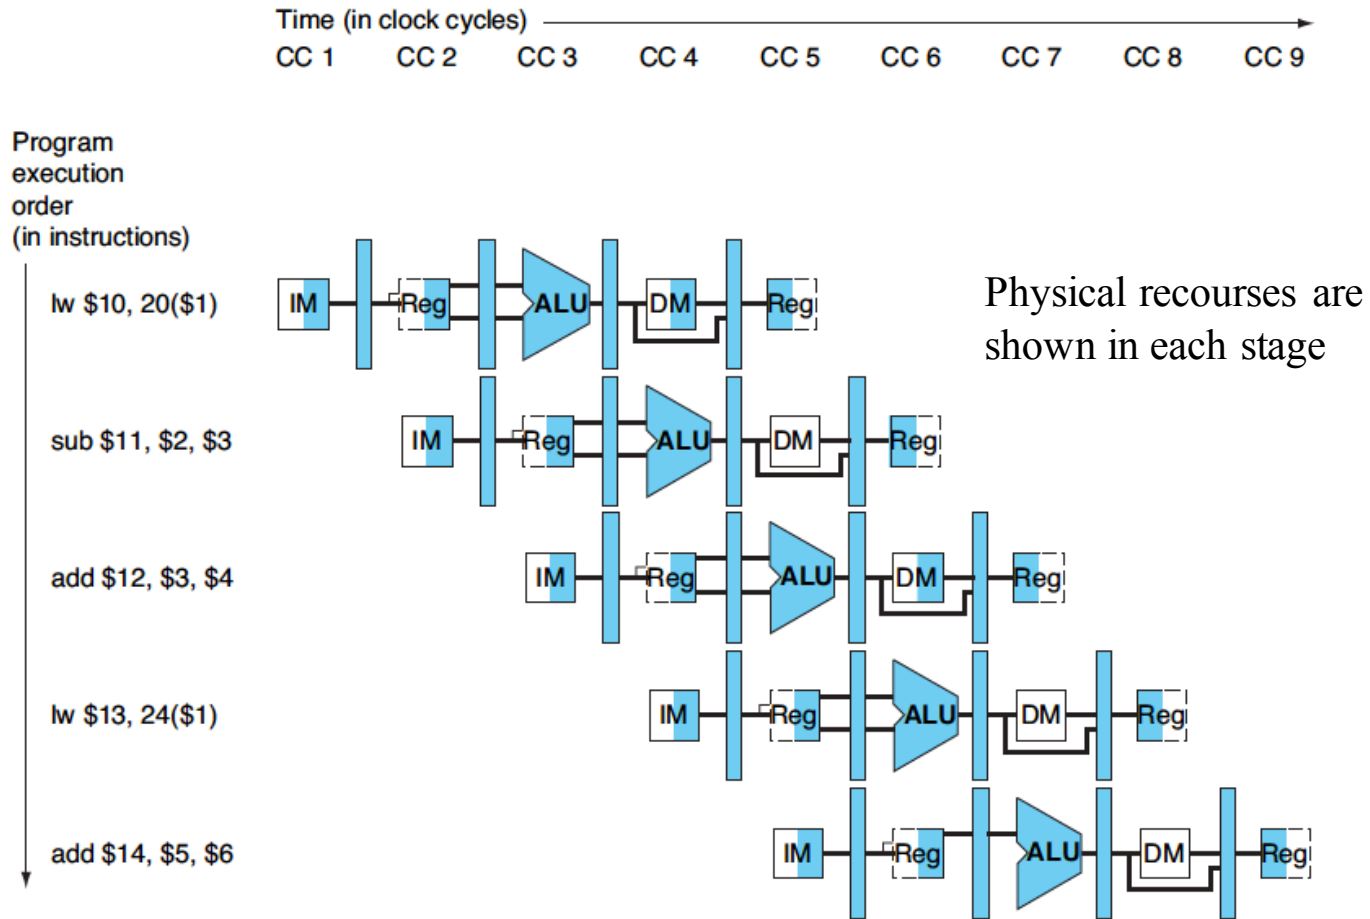 Time (in clock cycles)
CC 1 CC 2 CC 3 CC 4 CC 5 CC 6 CC 7 CC 8 CC 9
Program
execution
order
(in instructions)
lw $10, 20($1) IM Reg ALU DM Reg
Physical recourses are
shown in each stage
sub $11, $2, $3 IM Reg ALU DM Reg
add $12, $3, $4 IM Reg ALU DM Reg
lw $13, 24($1) IM Reg ALU DM Reg
add $14, $5, $6 IM Reg ALU DM Reg